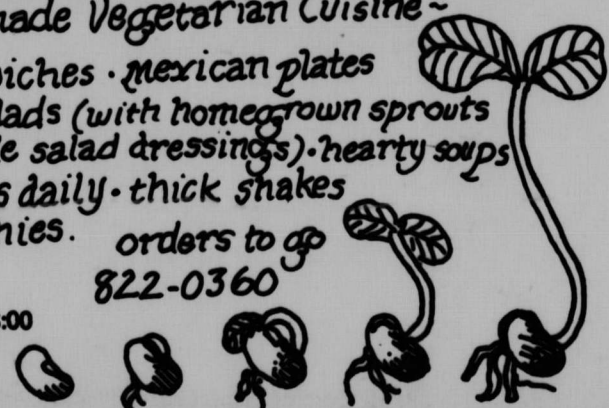 made Vegetarian Cuisine~
iches · mexican plates
lads (with homegrown sprouts
e salad dressings) · hearty soups
s daily · thick shakes
nies.
orders to go
822-0360
:00